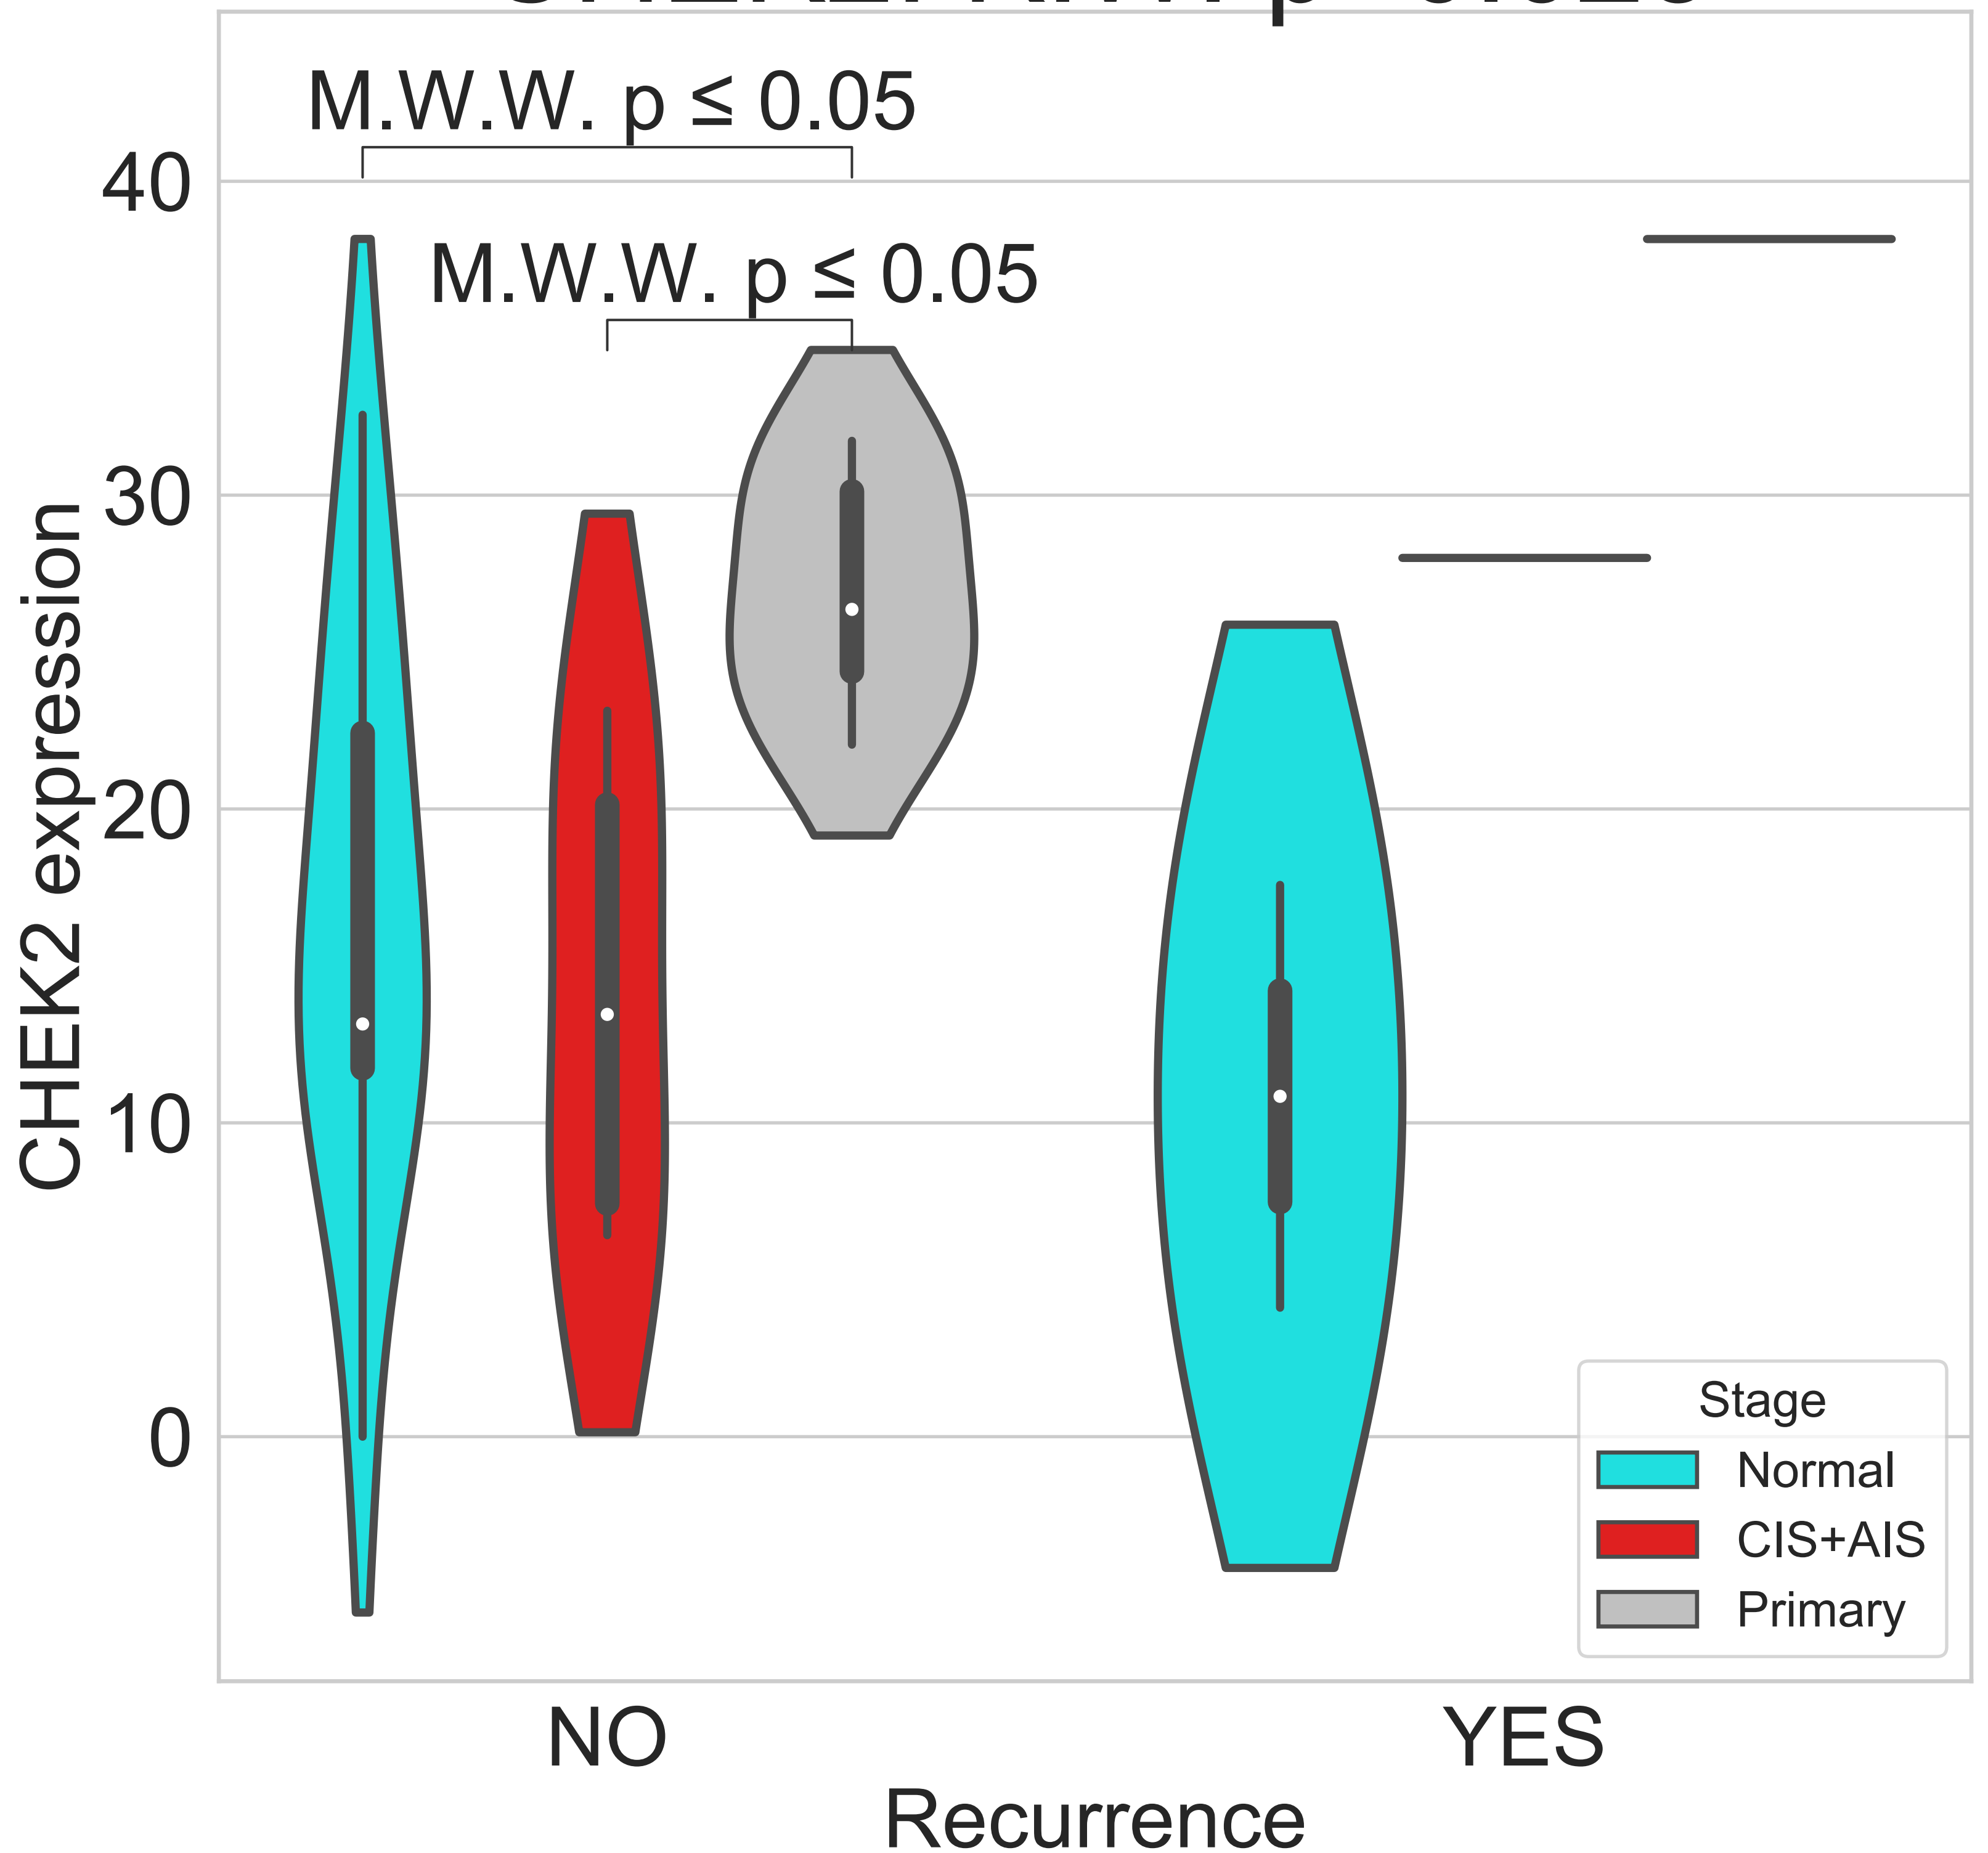 M.W.W. p ≤ 0.05
40
M.W.W. p ≤ 0.05
30
20
10
0
CHEK2 expression
Stage
Normal
CIS+AIS
Primary
NO
YES
Recurrence